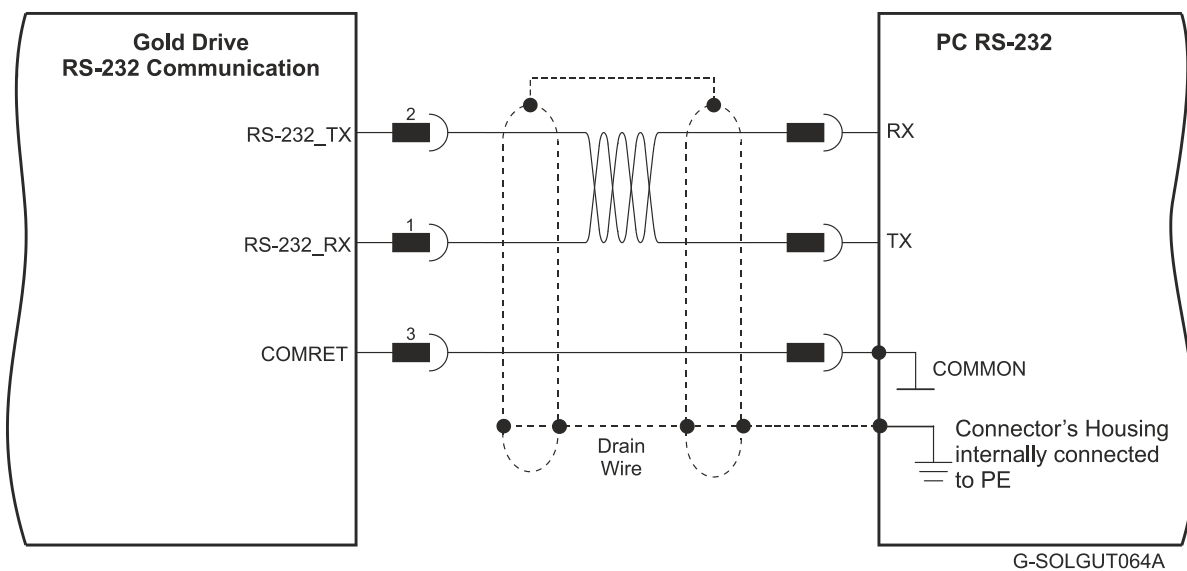 Gold Drive
RS-232 Communication
PC RS-232
2
RS-232_TX
RX
1
RS-232_RX
TX
3
COMRET
COMMON
Drain
Wire
Connector's Housing
internally connected
to PE
G-SOLGUT064A